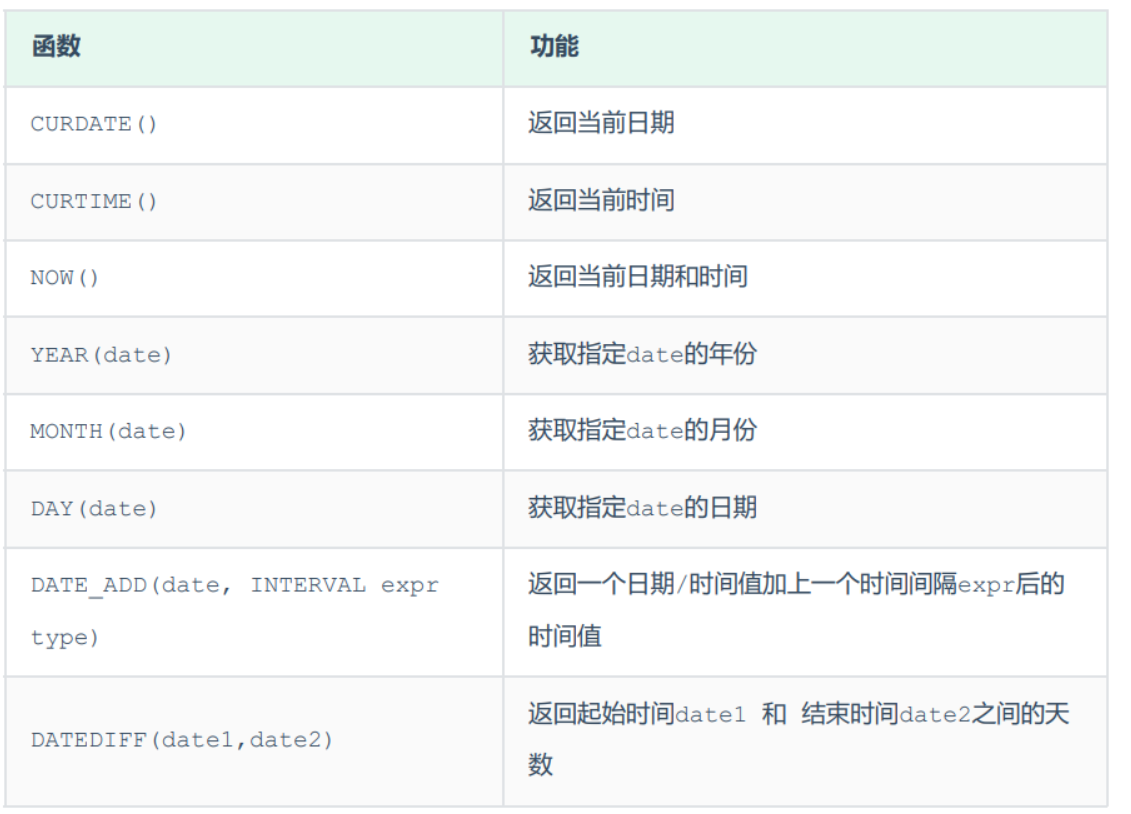 函数 功能
CURDATE() 返回当前日期
CURTIME() 返回当前时间
NOW() 返回当前日期和时间
YEAR(date) 获取指定date的年份
MONTH(date) 获取指定date的月份
DAY(date) 获取指定date的日期
DATE_ADD(date, INTERVAL expr
type)
返回一个日期/时间值加上一个时间间隔expr后的
时间值
DATEDIFF(date1,date2)
返回起始时间date1 和 结束时间date2之间的天
数